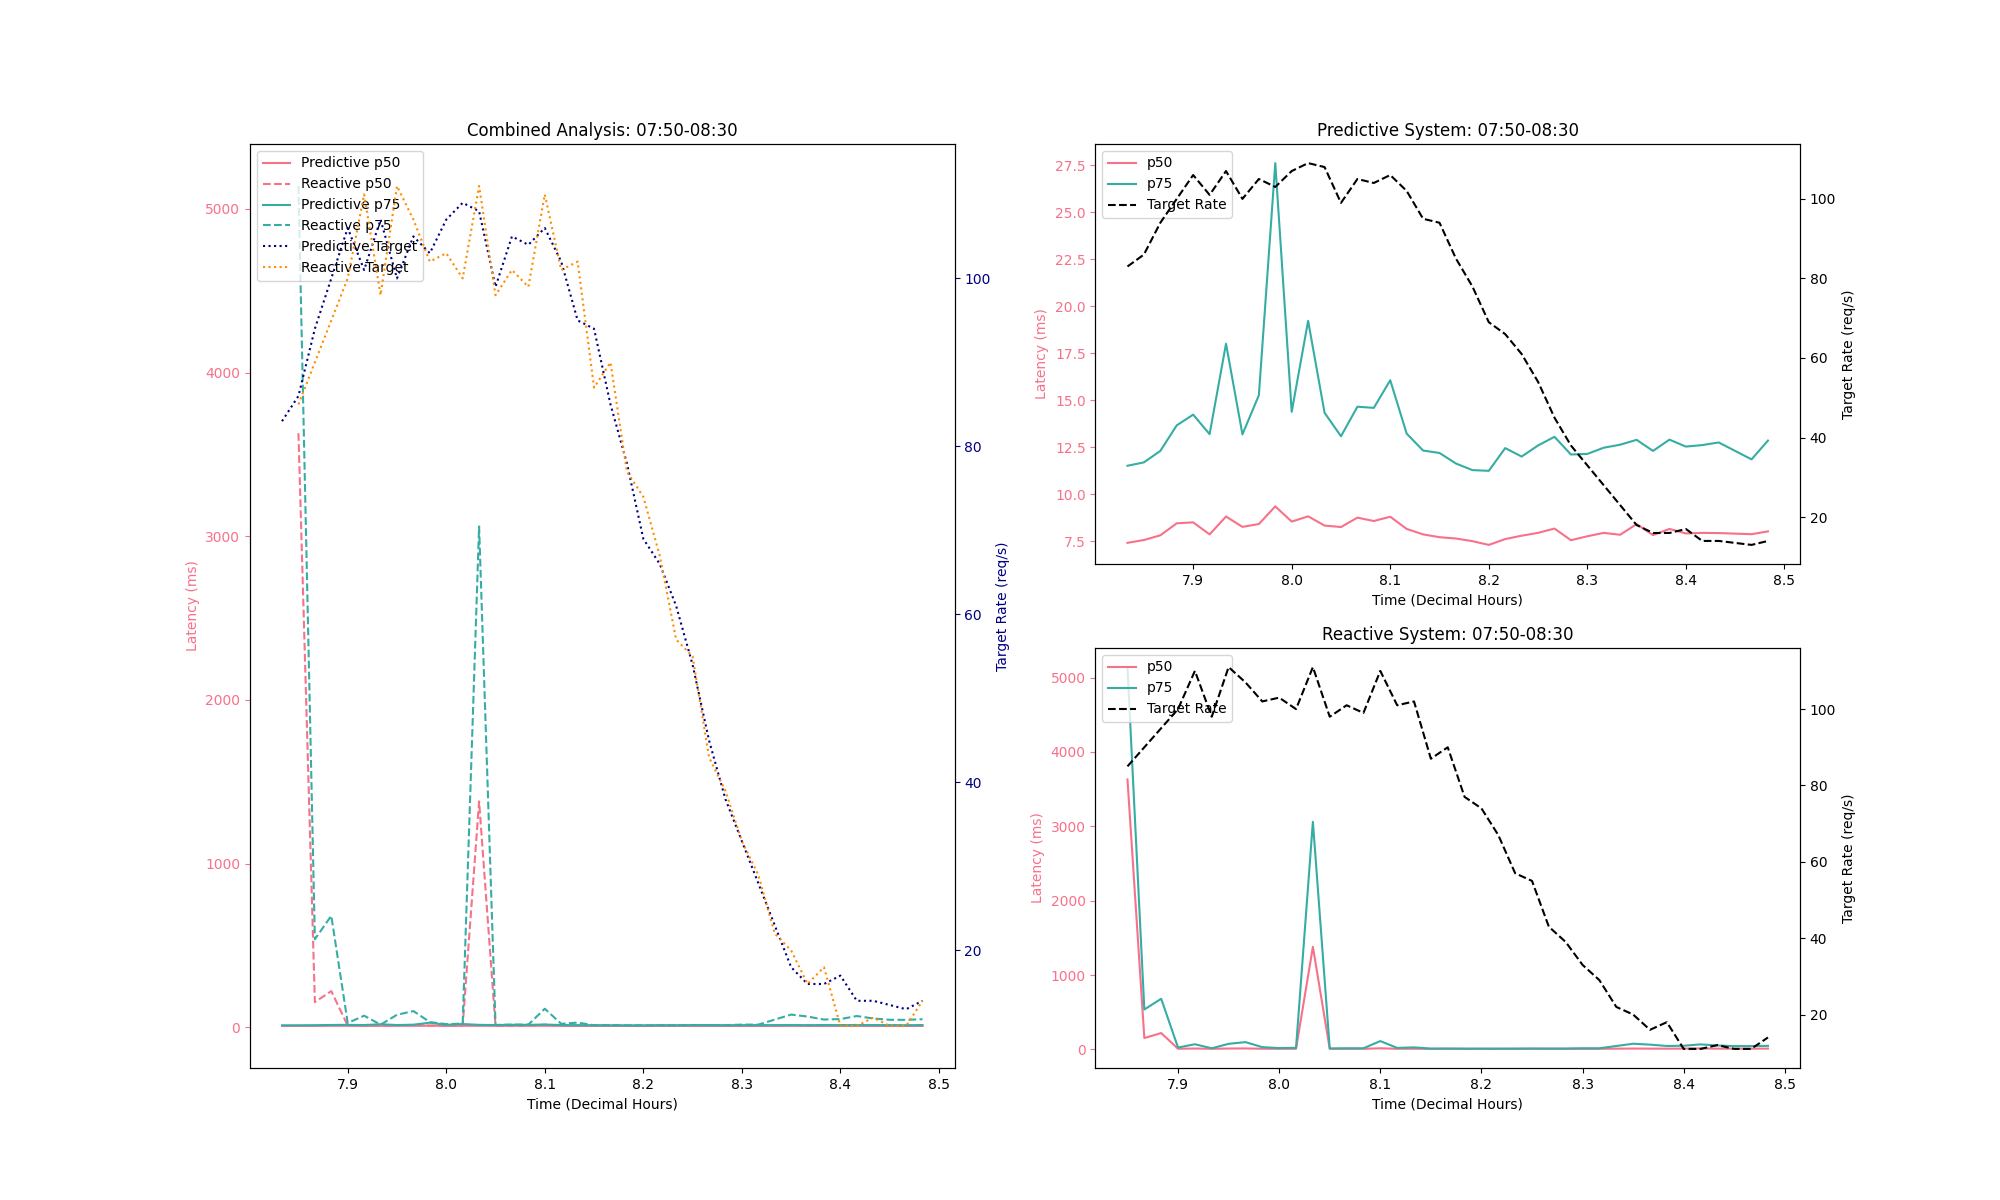 Combined Analysis: 07:50-08:30
Predictive p50
Reactive p50
Predictive p75
Reactive p75
Predictive Target
Reactive Target
5000
4000
3000
2000
1000
0
Latency (ms)
100
80
60
40
20
Target Rate (req/s)
7.9 8.0 8.1 8.2 8.3 8.4 8.5
Time (Decimal Hours)
Predictive System: 07:50-08:30
p50
p75
Target Rate
27.5
25.0
22.5
20.0
17.5
15.0
12.5
10.0
7.5
Latency (ms)
100
80
60
40
20
Target Rate (req/s)
7.9 8.0 8.1 8.2 8.3 8.4 8.5
Time (Decimal Hours)
Reactive System: 07:50-08:30
p50
p75
Target Rate
5000
4000
3000
2000
1000
0
Latency (ms)
100
80
60
40
20
Target Rate (req/s)
7.9 8.0 8.1 8.2 8.3 8.4 8.5
Time (Decimal Hours)